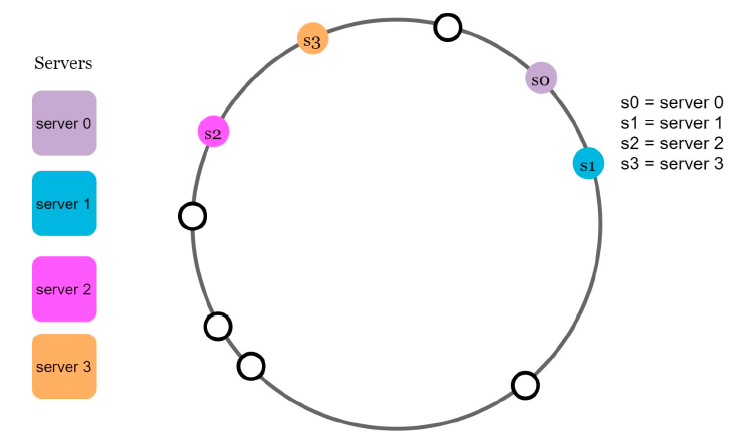 Servers
server 0
server 1
server 2
server 3
s3
s0
s2
s1
s0 = server 0
s1 = server 1
s2 = server 2
s3 = server 3